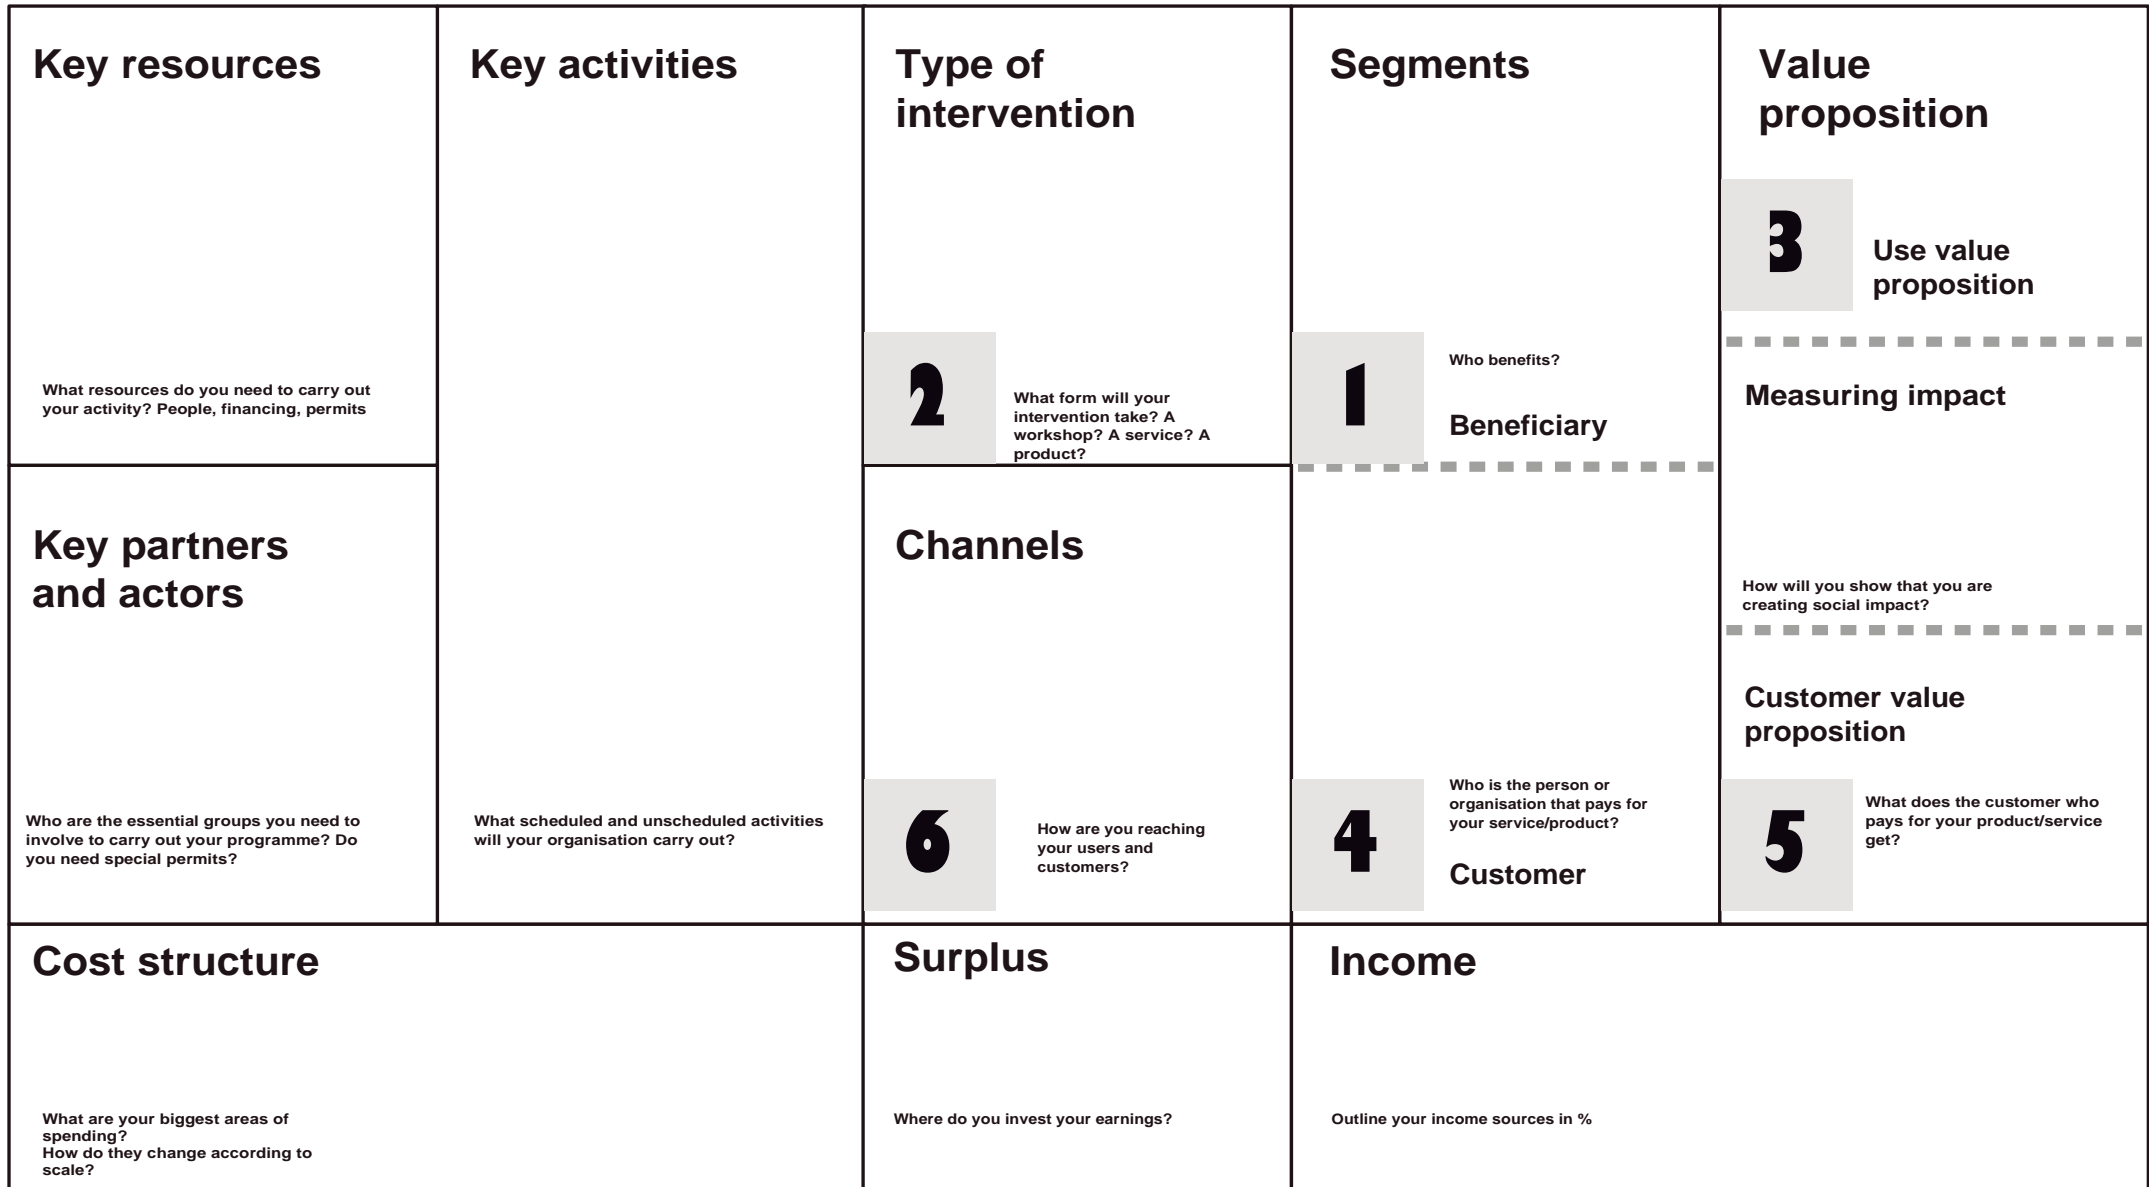 Key resources
What resources do you need to carry out
your activity? People, financing, permits
Key partners
and actors
Who are the essential groups you need to
involve to carry out your programme? Do
you need special permits?
Key activities
What scheduled and unscheduled activities
will your organisation carry out?
Type of
intervention
2
What form will your
intervention take? A
workshop? A service? A
product?
Channels
6
How are you reaching
your users and
customers?
Segments
1
Who benefits?
Beneficiary
4
Who is the person or
organisation that pays for
your service/product?
Customer
Value
proposition
3
Use value
proposition
Measuring impact
How will you show that you are
creating social impact?
Customer value
proposition
5
What does the customer who
pays for your product/service
get?
Cost structure
What are your biggest areas of
spending?
How do they change according to
scale?
Surplus
Where do you invest your earnings?
Income
Outline your income sources in %